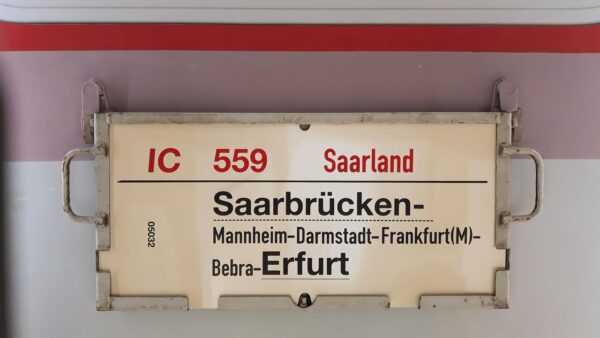 IC 559 Saarland
Saarbrücken-
Mannheim-Darmstadt-Frankfurt(M)-
Bebra-Erfurt
05032